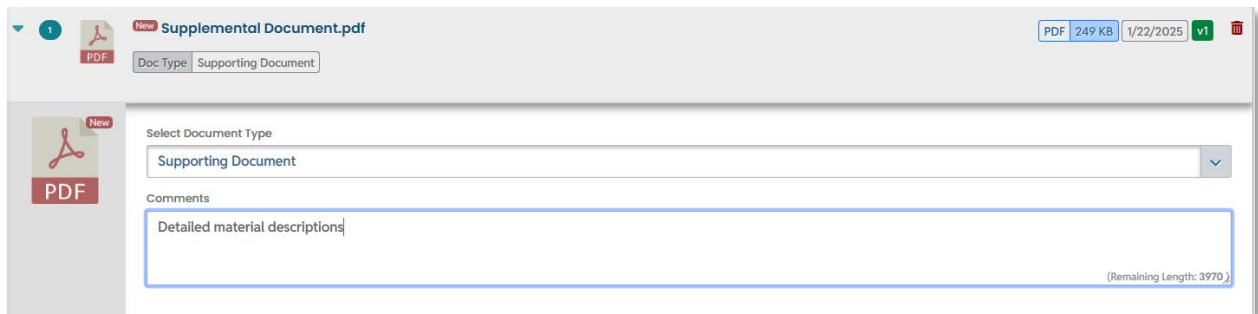 1
PDF
New Supplemental Document.pdf
PDF 249 KB 1/22/2025 v1
Doc Type Supporting Document
New
PDF
Select Document Type
Supporting Document
Comments
Detailed material descriptions
(Remaining Length: 3970 )